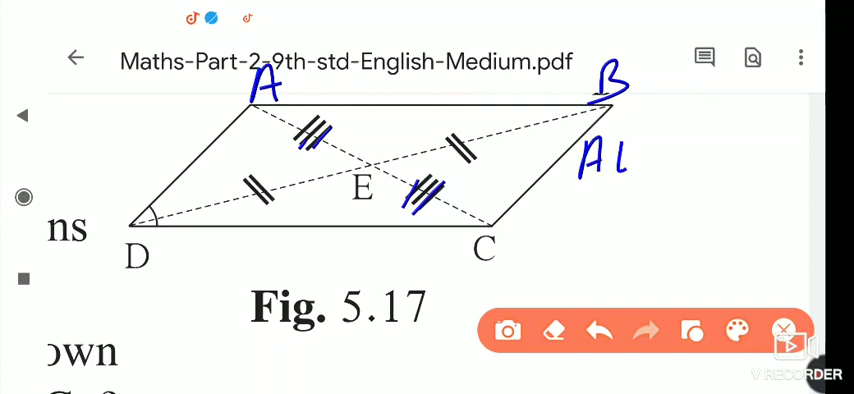 Maths-Part-2-9th-std-English-Medium.pdf
A
B
AL
E
ns
D
C
Fig. 5.17
own
V RECORDER